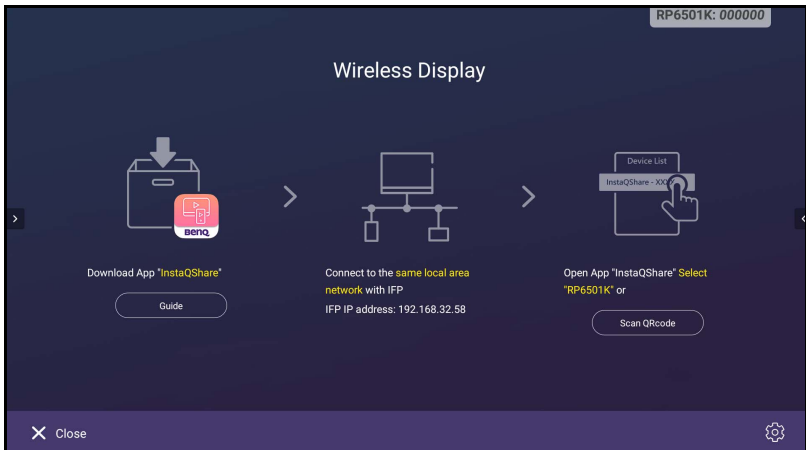 RP6501K: 000000
Wireless Display
BenQ
Device List
InstaQShare - XX
Download App "InstaQShare"
Guide
Connect to the same local area
network with IFP
IFP IP address: 192.168.32.58
Open App "InstaQShare" Select
"RP6501K" or
Scan QRcode
Close